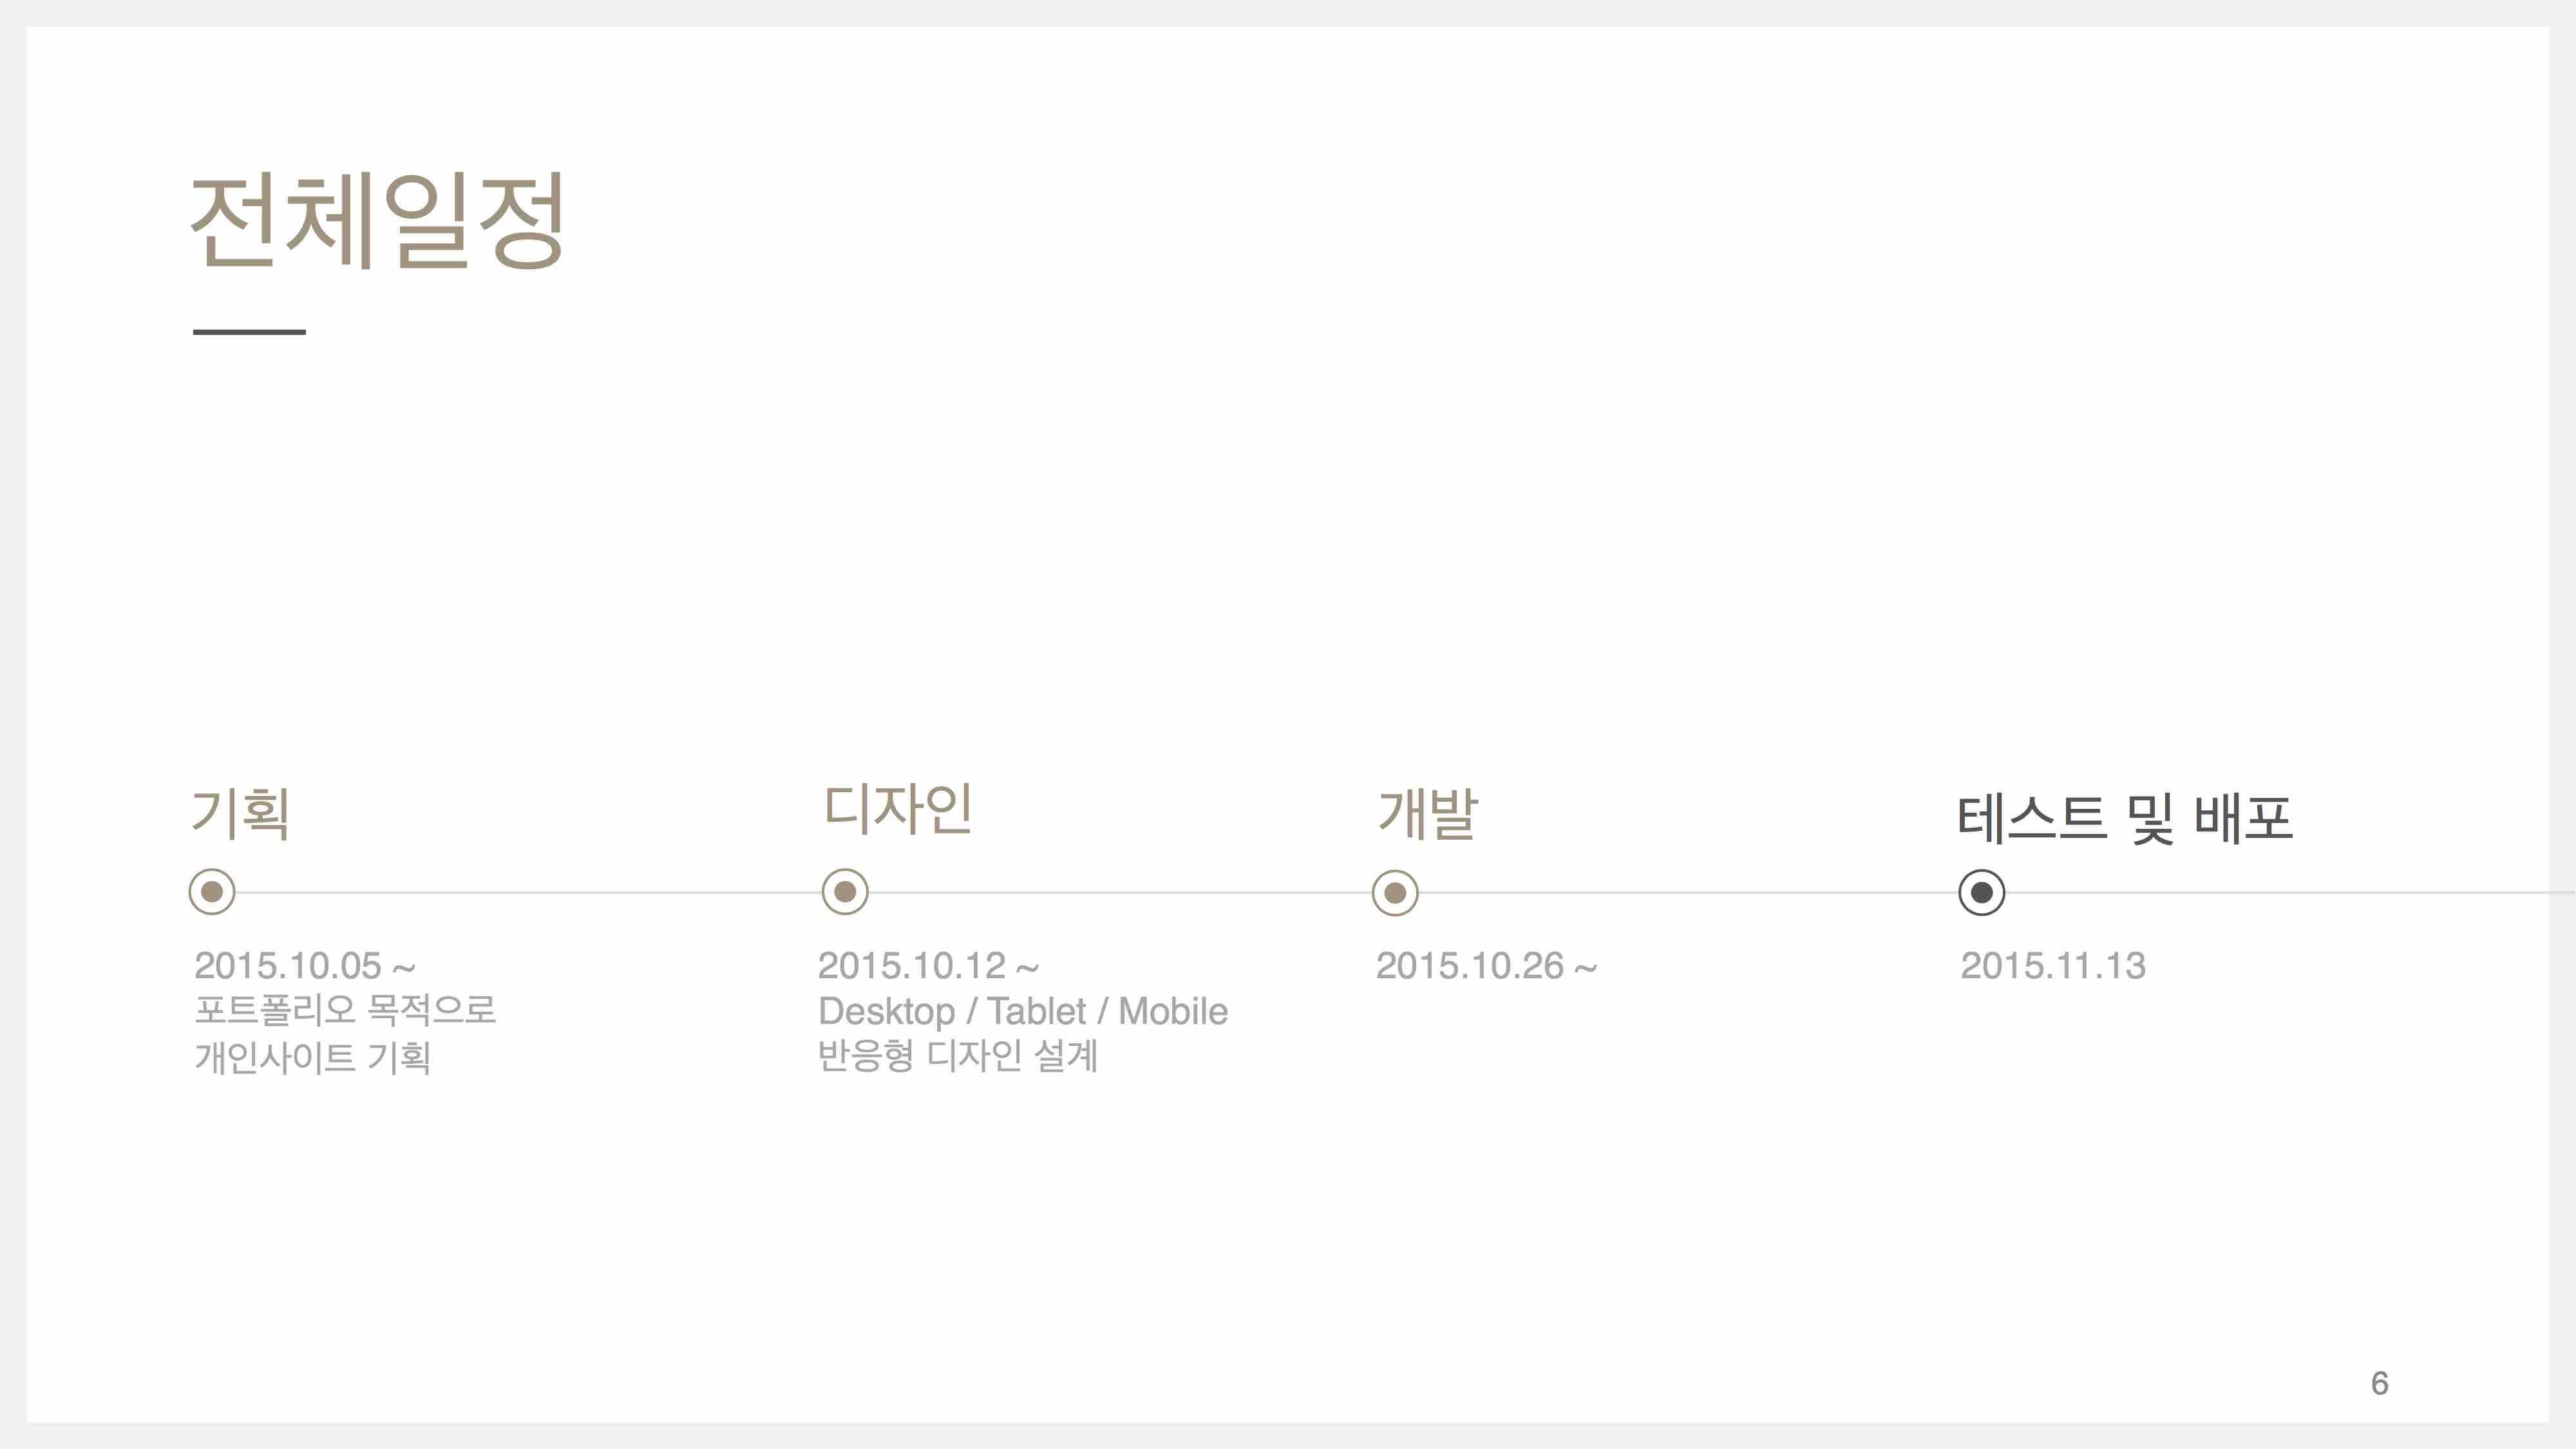 전체일정
기획
2015.10.05 ~
포트폴리오 목적으로
개인사이트 기획
디자인
2015.10.12 ~
Desktop / Tablet / Mobile
반응형 디자인 설계
개발
2015.10.26 ~
테스트 및 배포
2015.11.13
6